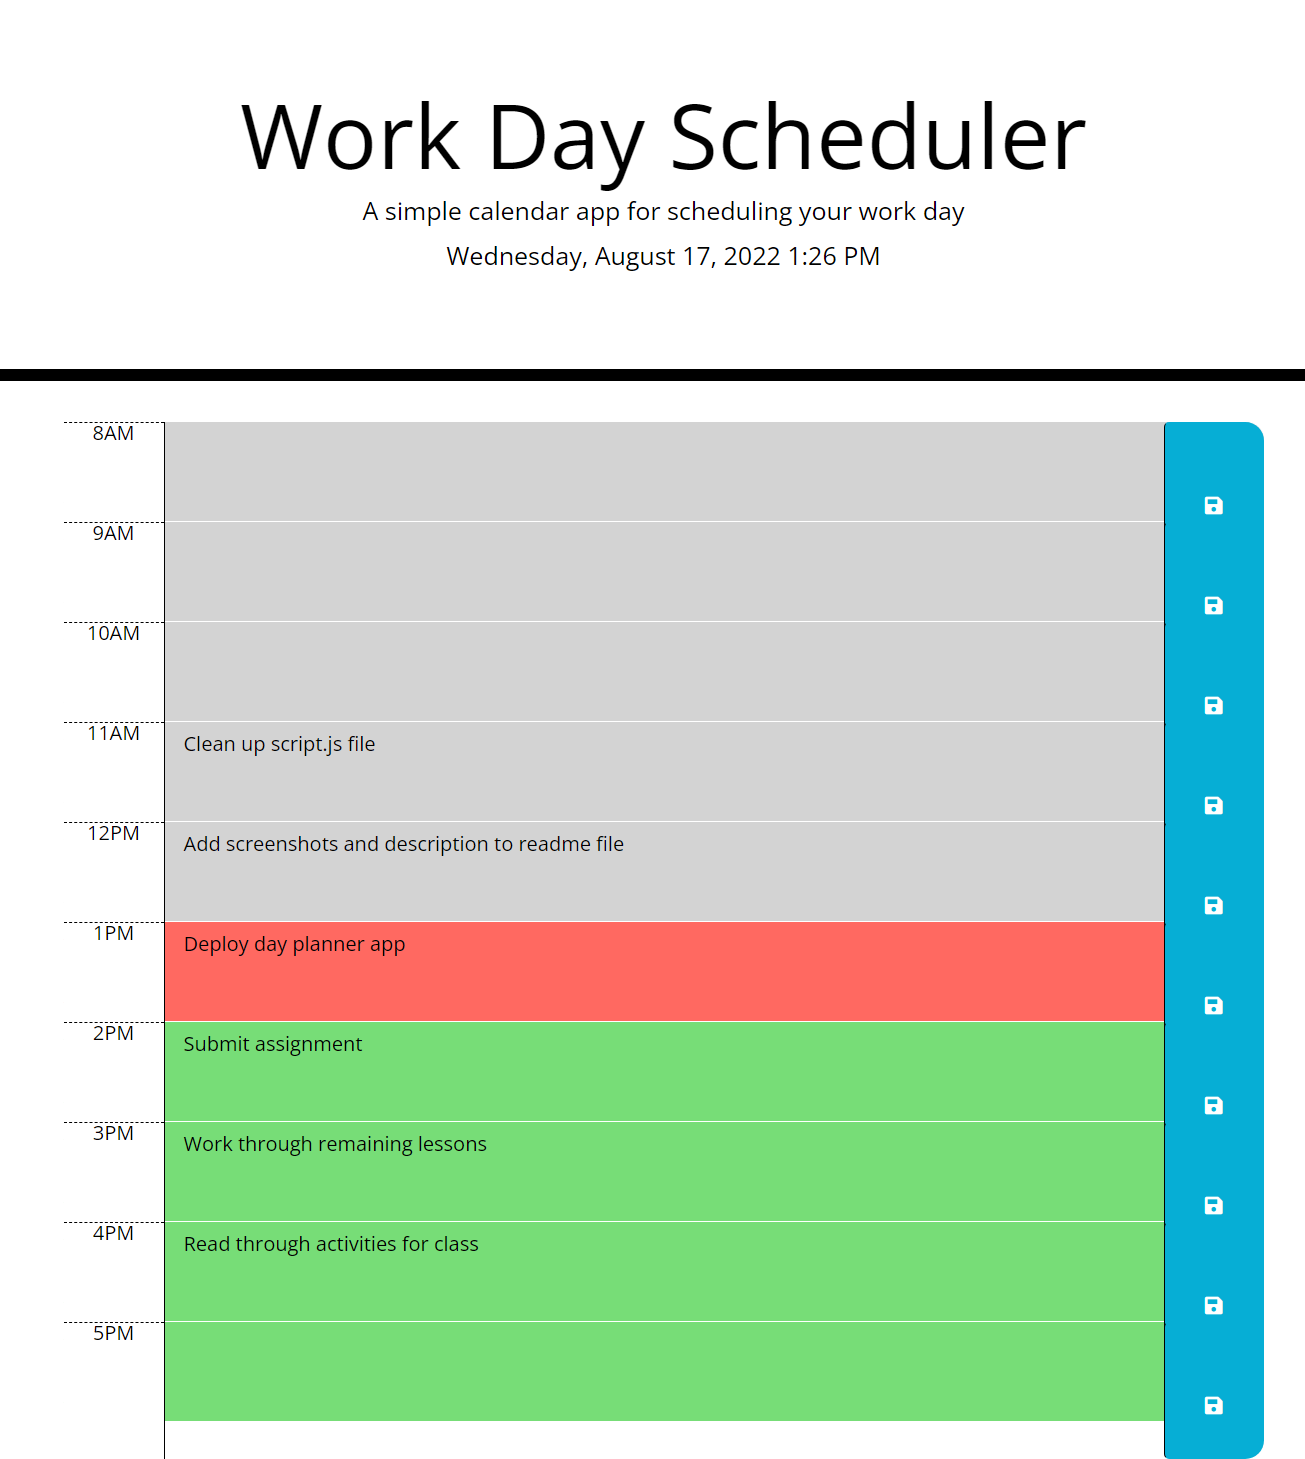 Work Day Scheduler
A simple calendar app for scheduling your work day
Wednesday, August 17, 2022 1:26 PM
8AM
9AM
10AM
11AM Clean up script.js file
12PM Add screenshots and description to readme file
1PM Deploy day planner app
2PM Submit assignment
3PM Work through remaining lessons
4PM Read through activities for class
5PM